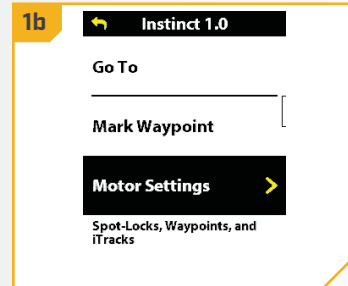 1b
Instinct 1.0
Go To
Mark Waypoint
Motor Settings
Spot-Locks, Waypoints, and
iTracks